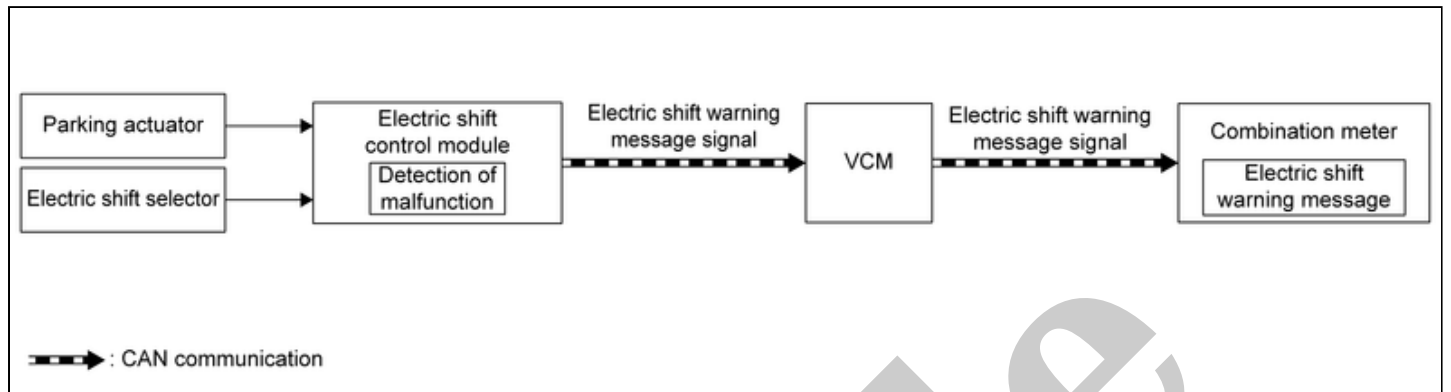 Parking actuator
Electric shift selector
Electric shift
control module
Detection of
malfunction
Electric shift warning
message signal
VCM
Electric shift warning
message signal
Combination meter
Electric shift
warning message
: CAN communication